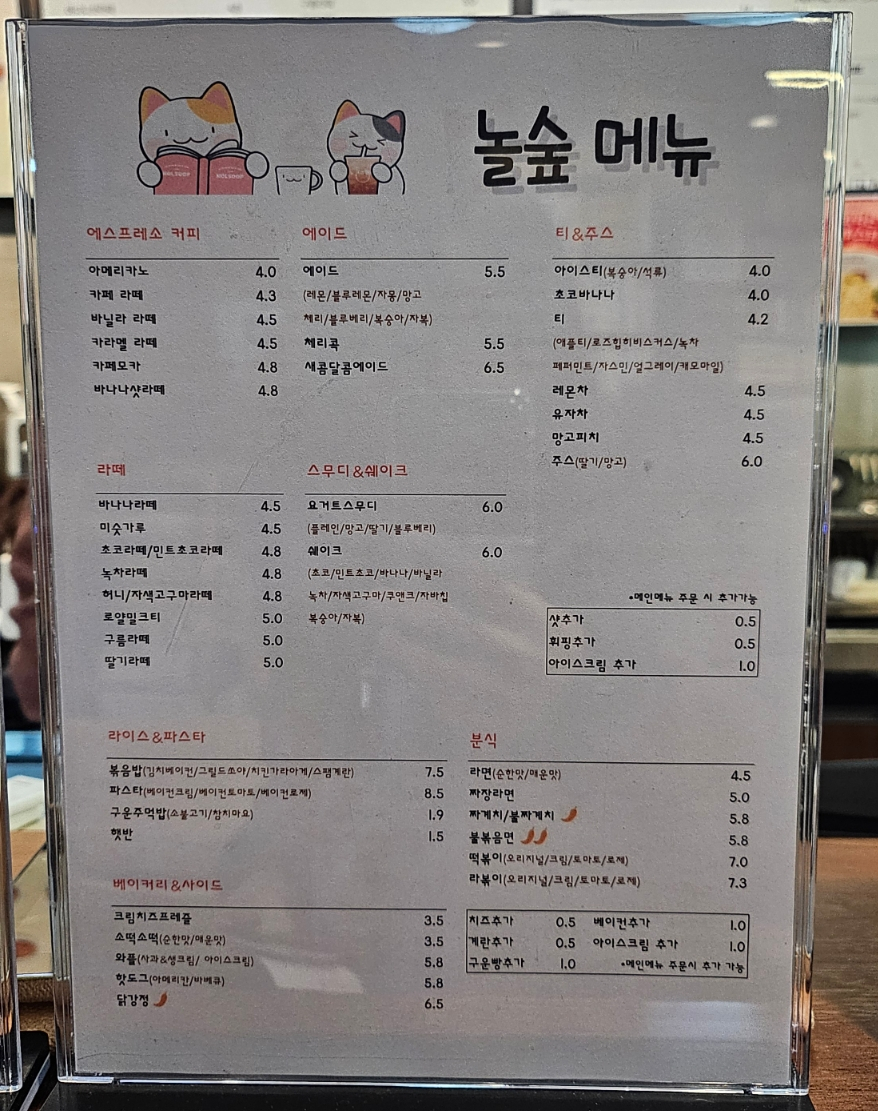 놀숲 메뉴
NOLSOOP NOLSOOP
에스프레소 커피
아메리카노 4.0
카페 라떼 4.3
바닐라 라떼 4.5
카라멜 라떼 4.5
카페모카 4.8
바나나샷라떼 4.8
에이드
에이드 5.5
(레몬/블루레몬/자몽/망고
체리/블루베리/복숭아/자복)
체리콕 5.5
새콤달콤에이드 6.5
티&주스
아이스티(복숭아/석류) 4.0
초코바나나 4.0
티 4.2
(애플티/로즈힙히비스커스/녹차
페퍼민트/자스민/얼그레이/캐모마일)
레몬차 4.5
유자차 4.5
망고피치 4.5
주스(딸기/망고) 6.0
라떼
바나나라떼 4.5
미숫가루 4.5
초코라떼/민트초코라떼 4.8
녹차라떼 4.8
허니/자색고구마라떼 4.8
로얄밀크티 5.0
구름라떼 5.0
딸기라떼 5.0
스무디&쉐이크
요거트스무디 6.0
(플레인/망고/딸기/블루베리)
쉐이크 6.0
(초코/민트초코/바나나/바닐라
녹차/자색고구마/쿠앤크/자바칩
복숭아/자복)
•메인메뉴 주문 시 추가가능
샷추가 0.5
휘핑추가 0.5
아이스크림 추가 1.0
라이스&파스타
볶음밥(김치베이컨/그릴드쏘야/치킨가라아게/스팸계란) 7.5
파스타(베이컨크림/베이컨토마토/베이컨로제) 8.5
구운주먹밥(소불고기/참치마요) 1.9
햇반 1.5
베이커리&사이드
크림치즈프레즐 3.5
소떡소떡(순한맛/매운맛) 3.5
와플(사과&생크림/ 아이스크림) 5.8
핫도그(아메리칸/바베큐) 5.8
닭강정 6.5
분식
라면(순한맛/매운맛) 4.5
짜장라면 5.0
짜계치/불짜계치 5.8
불볶음면 5.8
떡볶이(오리지널/크림/토마토/로제) 7.0
라볶이(오리지널/크림/토마토/로제) 7.3
치즈추가 0.5 베이컨추가 1.0
계란추가 0.5 아이스크림 추가 1.0
구운빵추가 1.0 •메인메뉴 주문시 추가 가능